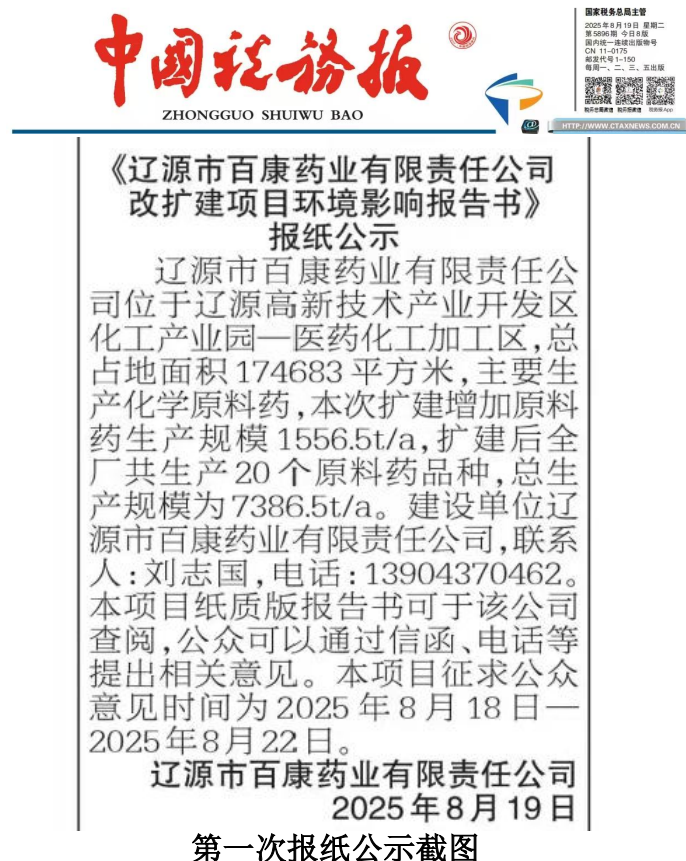 中国税务报
ZHONGGUO SHUIWU BAO
国家税务总局主管
2025年8月19日 星期二
第5896期 今日8版
国内统一连续出版物号
CN 11-0175
邮发代号1-150
每周一、二、三、五出版
HTTP://WWW.CTAXNEWS.COM.CN
《辽源市百康药业有限责任公司
改扩建项目环境影响报告书》
报纸公示
辽源市百康药业有限责任公
司位于辽源高新技术产业开发区
化工产业园—医药化工加工区,总
占地面积174683平方米,主要生
产化学原料药,本次扩建增加原料
药生产规模1556.5t/a,扩建后全
厂共生产20个原料药品种,总生
产规模为7386.5t/a。建设单位辽
源市百康药业有限责任公司,联系
人:刘志国,电话:13904370462。
本项目纸质版报告书可于该公司
查阅,公众可以通过信函、电话等
提出相关意见。本项目征求公众
意见时间为2025年8月18日—
2025年8月22日。
辽源市百康药业有限责任公司
2025年8月19日
第一次报纸公示截图